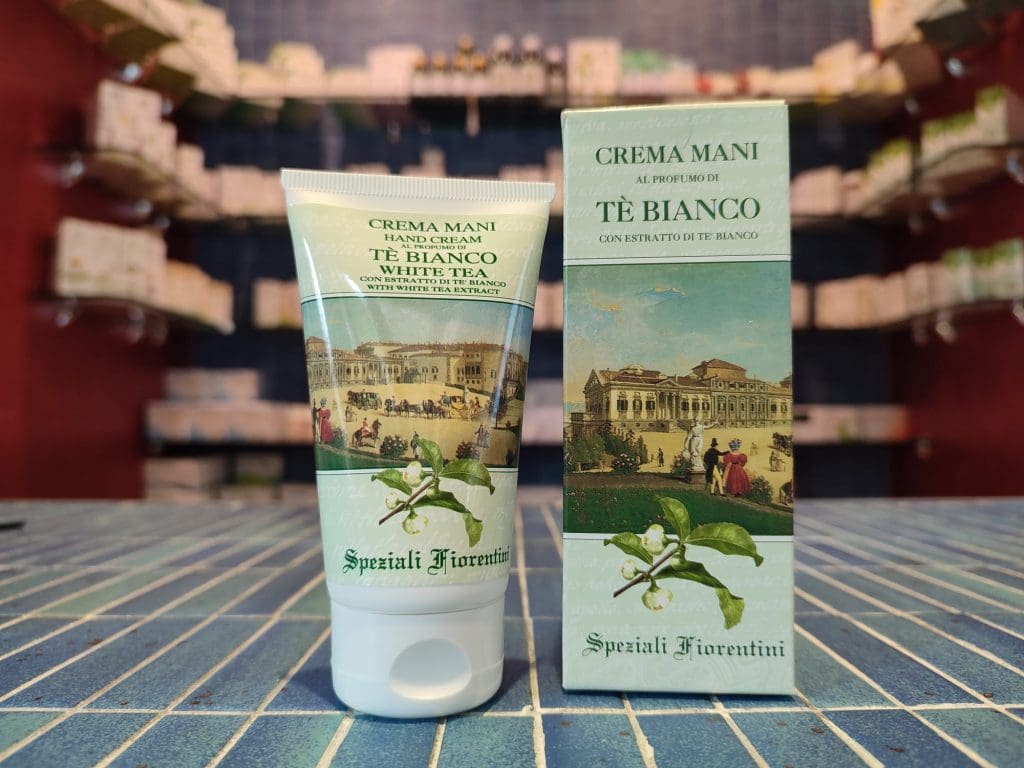 CREMA MANI
HAND CREAM
AL PROFUMO DI
TÈ BIANCO
WHITE TEA
CON ESTRATTO DI TE' BIANCO
WITH WHITE TEA EXTRACT
Speziali Fiorentini
CREMA MANI
AL PROFUMO DI
TÈ BIANCO
CON ESTRATTO DI TE' BIANCO
Speziali Fiorentini